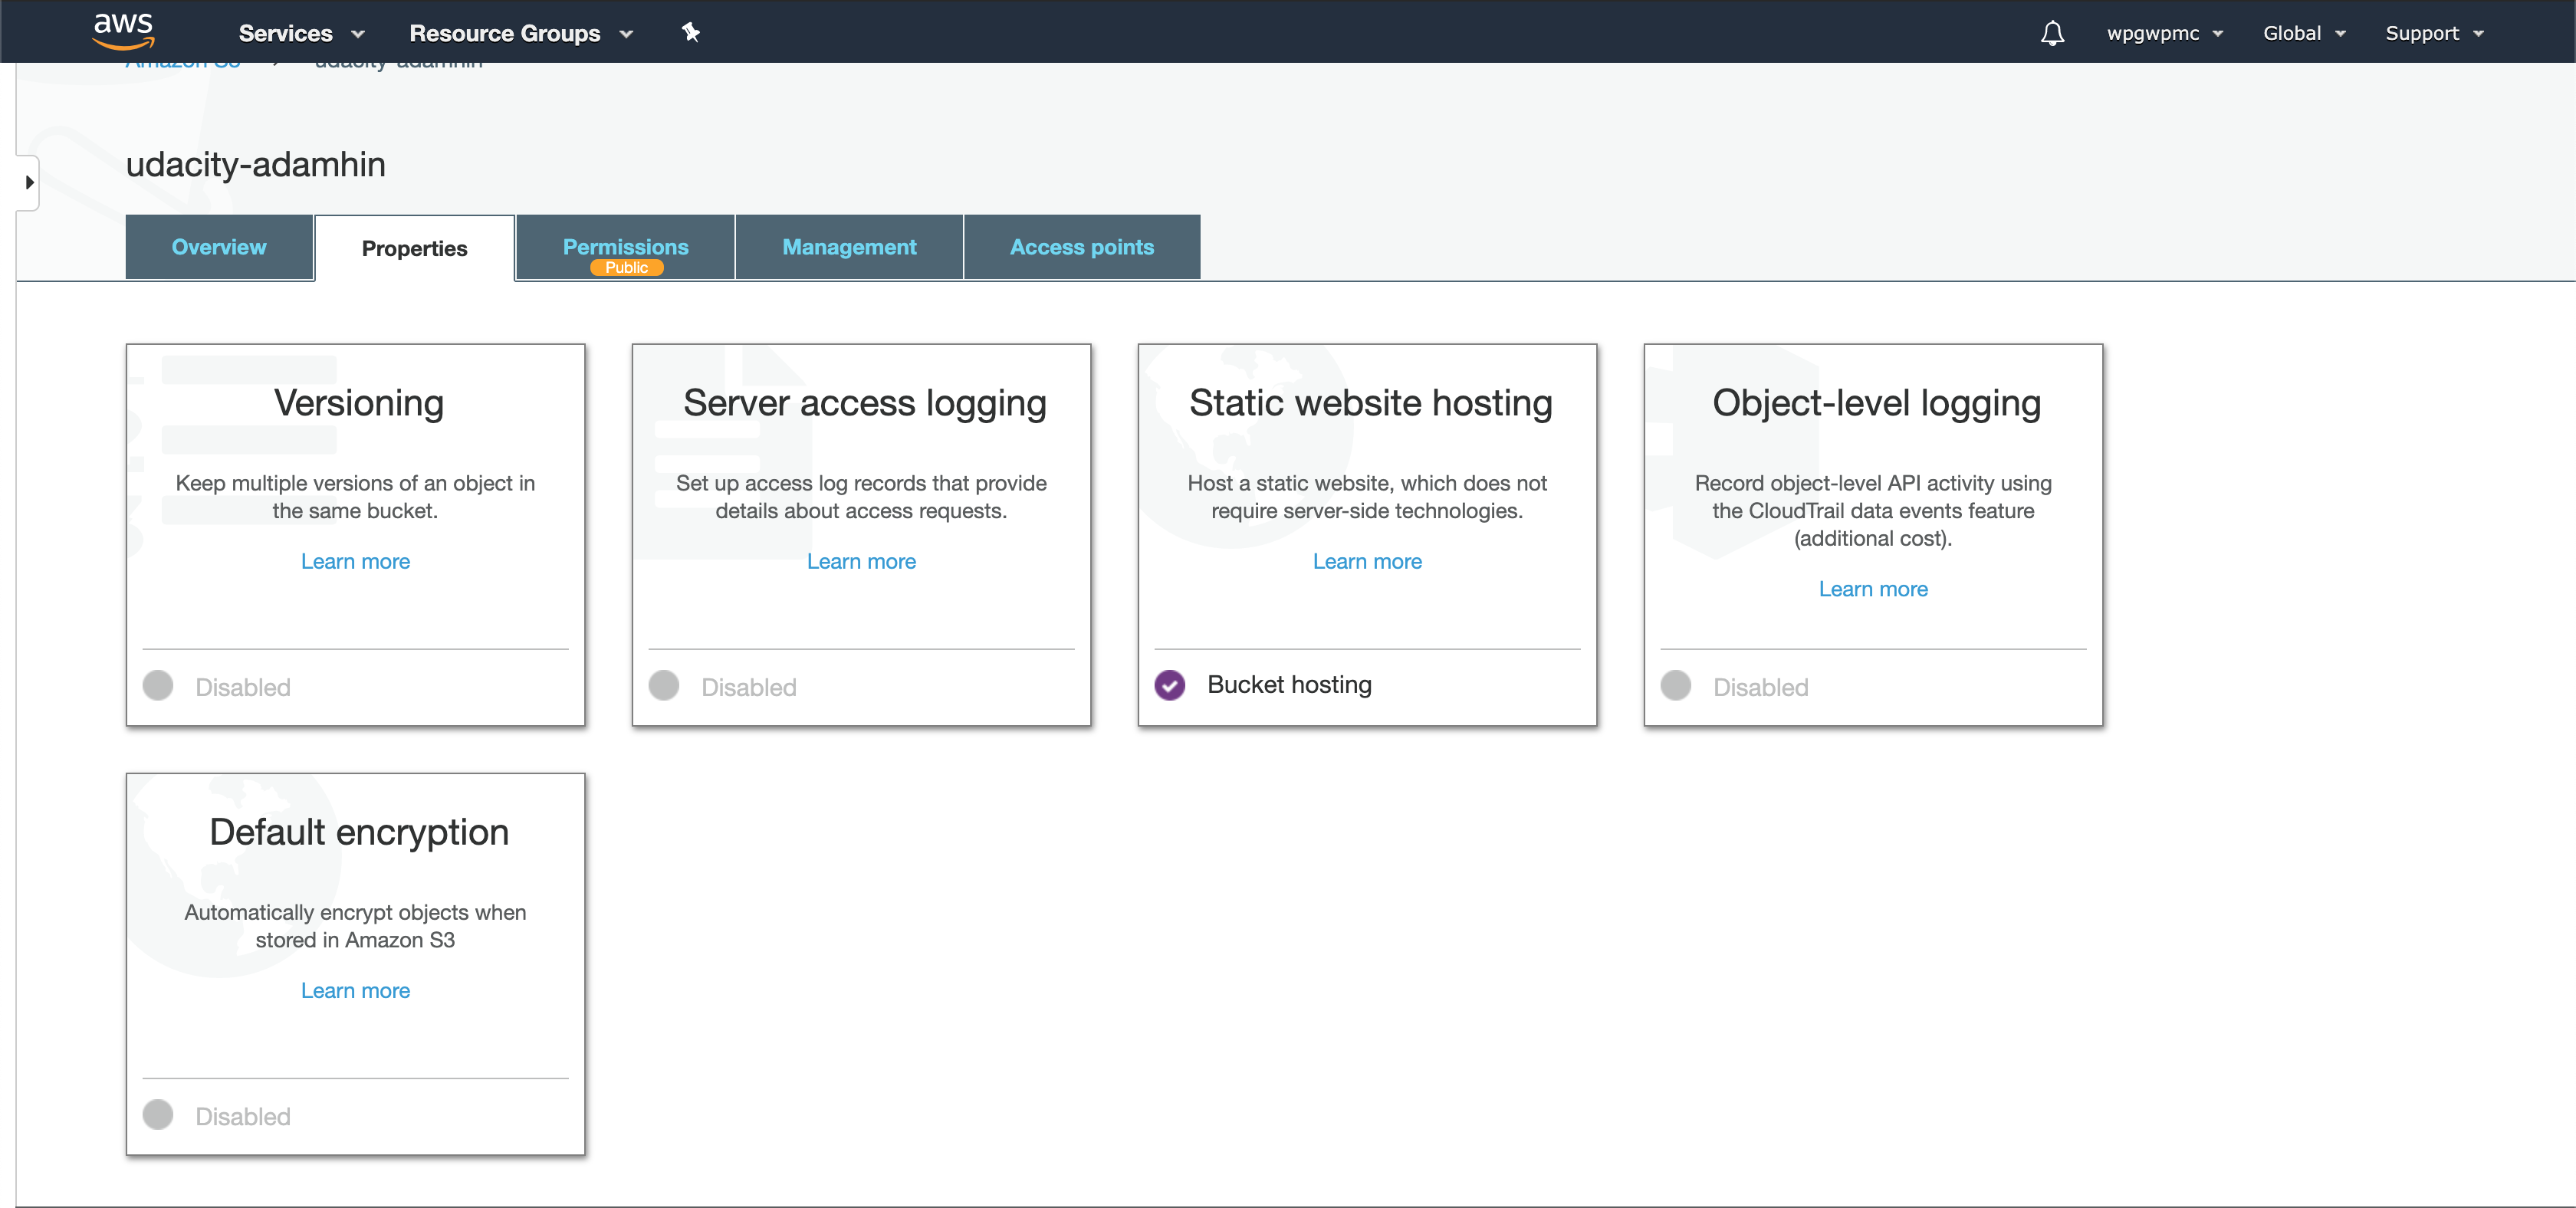 aws Services Resource Groups wpgwpmc Global Support
Amazon S3 udacity-adamhin
udacity-adamhin
Overview Properties Permissions Management Access points
Public
Versioning
Keep multiple versions of an object in
the same bucket.
Learn more
Disabled
Server access logging
Set up access log records that provide
details about access requests.
Learn more
Disabled
Static website hosting
Host a static website, which does not
require server-side technologies.
Learn more
Bucket hosting
Object-level logging
Record object-level API activity using
the CloudTrail data events feature
(additional cost).
Learn more
Disabled
Default encryption
Automatically encrypt objects when
stored in Amazon S3
Learn more
Disabled